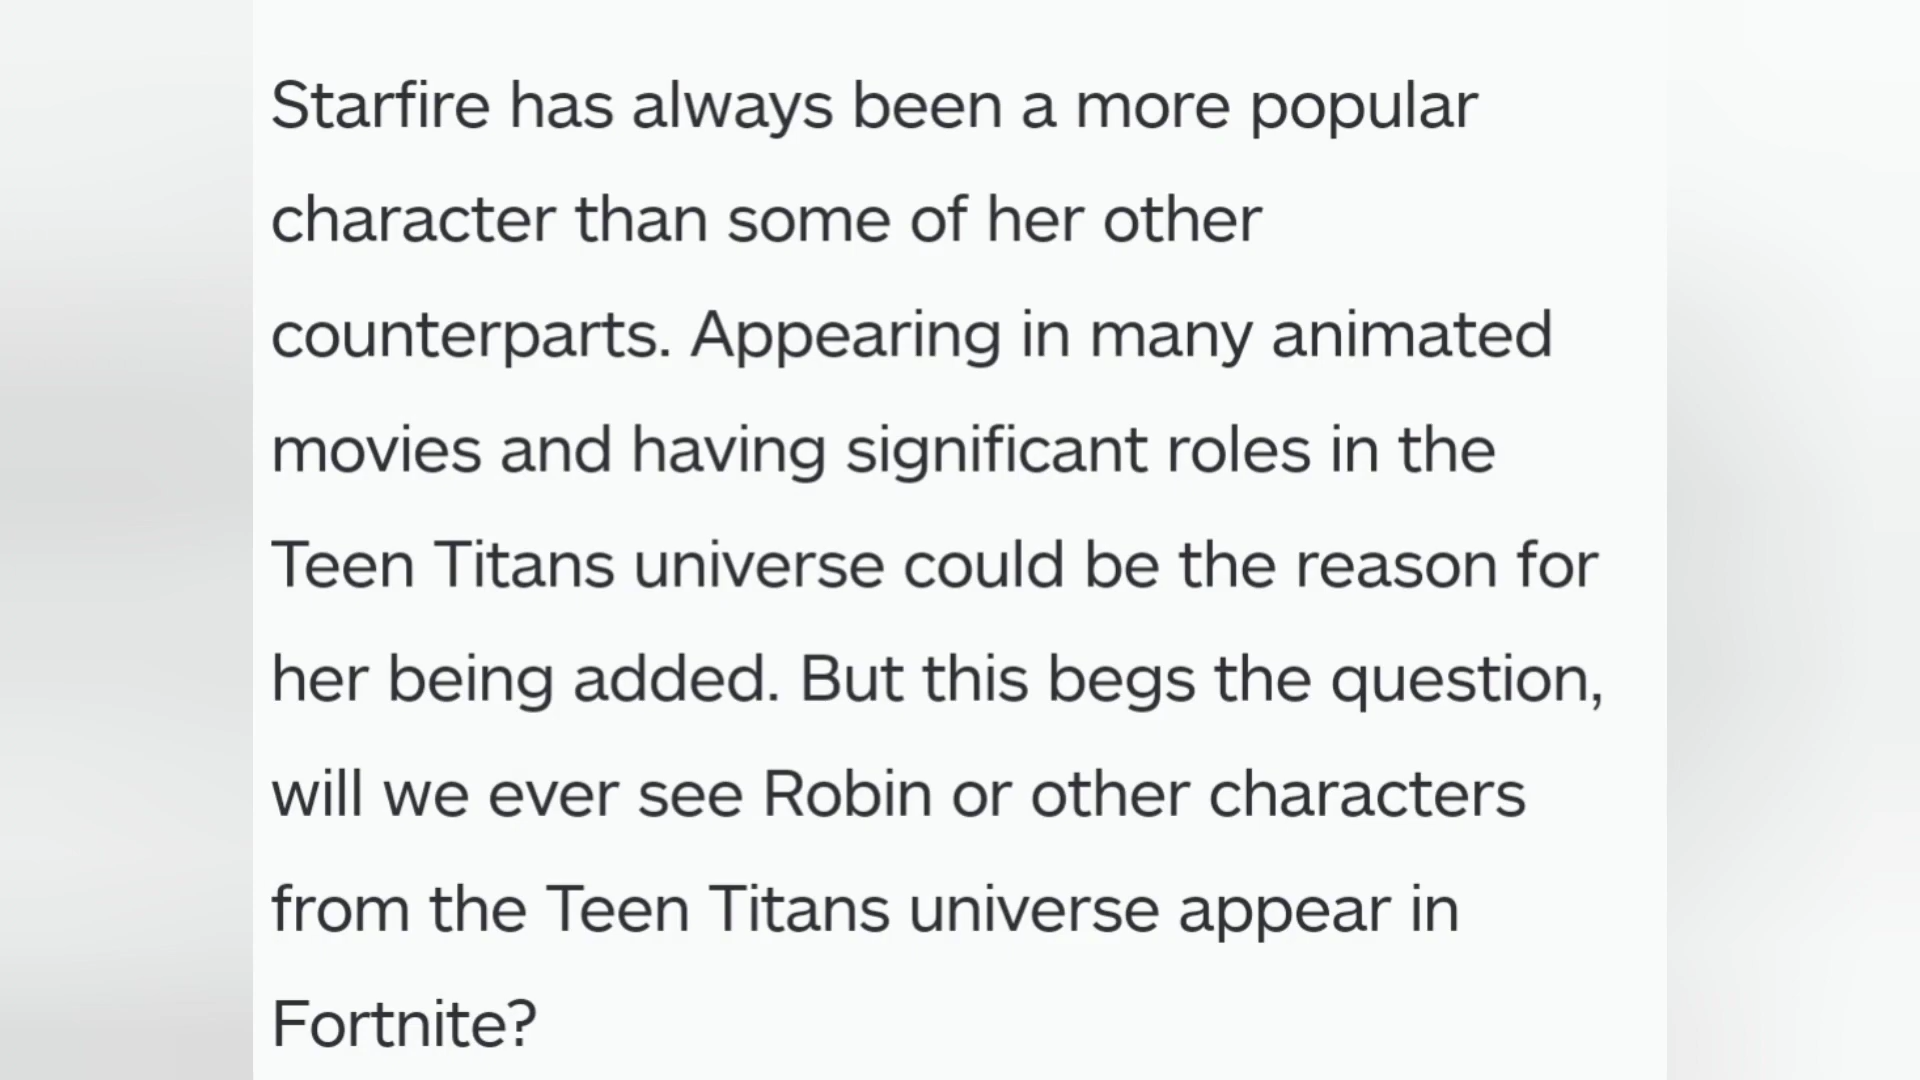 Starfire has always been a more popular
character than some of her other
counterparts. Appearing in many animated
movies and having significant roles in the
Teen Titans universe could be the reason for
her being added. But this begs the question,
will we ever see Robin or other characters
from the Teen Titans universe appear in
Fortnite?